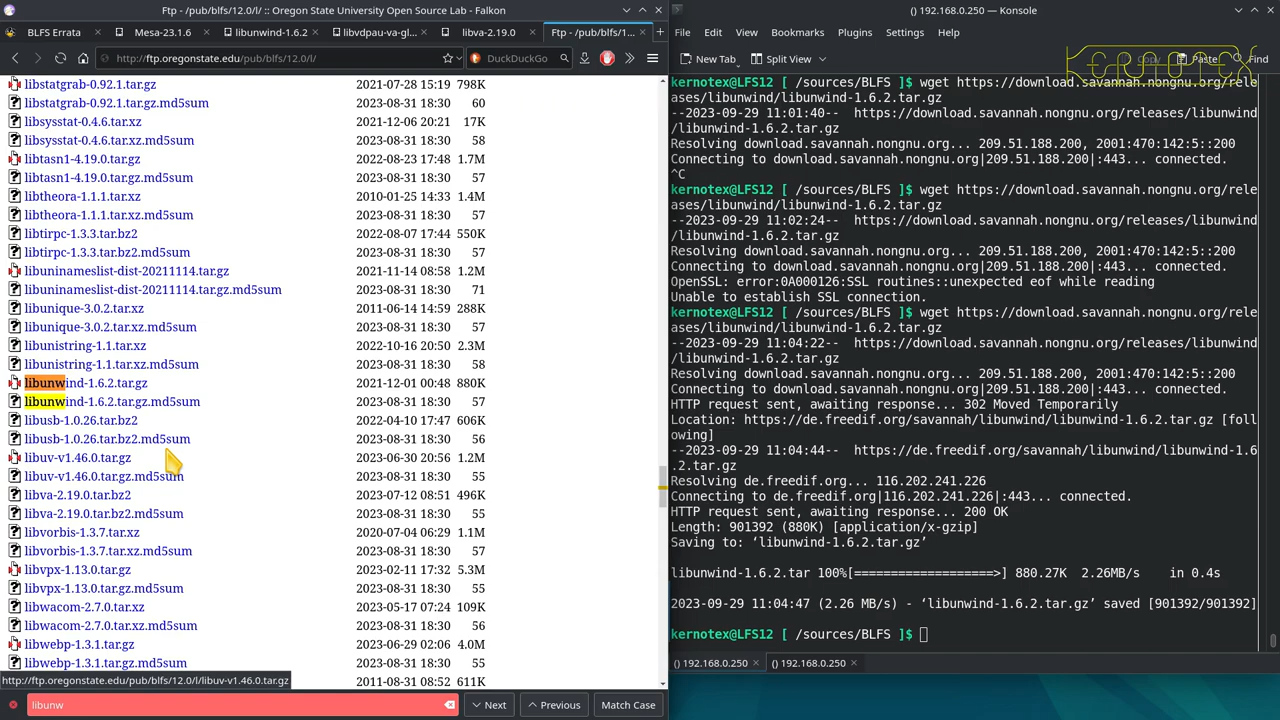 Ftp - /pub/blfs/12.0/l/ :: Oregon State University Open Source Lab - Falkon
BLFS Errata
Mesa-23.1.6
libunwind-1.6.2
libvdpau-va-gl...
libva-2.19.0
Ftp - /pub/blfs/1...
http://ftp.oregonstate.edu/pub/blfs/12.0/l/
DuckDuckGo
libstatgrab-0.92.1.tar.gz 2021-07-28 15:19 798K
libstatgrab-0.92.1.tar.gz.md5sum 2023-08-31 18:30 60
libsysstat-0.4.6.tar.xz 2021-12-06 20:21 17K
libsysstat-0.4.6.tar.xz.md5sum 2023-08-31 18:30 58
libtasn1-4.19.0.tar.gz 2022-08-23 17:48 1.7M
libtasn1-4.19.0.tar.gz.md5sum 2023-08-31 18:30 57
libtheora-1.1.1.tar.xz 2010-01-25 14:33 1.4M
libtheora-1.1.1.tar.xz.md5sum 2023-08-31 18:30 57
libtirpc-1.3.3.tar.bz2 2022-08-07 17:44 550K
libtirpc-1.3.3.tar.bz2.md5sum 2023-08-31 18:30 57
libuninameslist-dist-20211114.tar.gz 2021-11-14 08:58 1.2M
libuninameslist-dist-20211114.tar.gz.md5sum 2023-08-31 18:30 71
libunique-3.0.2.tar.xz 2011-06-14 14:59 288K
libunique-3.0.2.tar.xz.md5sum 2023-08-31 18:30 57
libunistring-1.1.tar.xz 2022-10-16 20:50 2.3M
libunistring-1.1.tar.xz.md5sum 2023-08-31 18:30 58
libunwind-1.6.2.tar.gz 2021-12-01 00:48 880K
libunwind-1.6.2.tar.gz.md5sum 2023-08-31 18:30 57
libusb-1.0.26.tar.bz2 2022-04-10 17:47 606K
libusb-1.0.26.tar.bz2.md5sum 2023-08-31 18:30 56
libuv-v1.46.0.tar.gz 2023-06-30 20:56 1.2M
libuv-v1.46.0.tar.gz.md5sum 2023-08-31 18:30 55
libva-2.19.0.tar.bz2 2023-07-12 08:51 496K
libva-2.19.0.tar.bz2.md5sum 2023-08-31 18:30 55
libvorbis-1.3.7.tar.xz 2020-07-04 06:29 1.1M
libvorbis-1.3.7.tar.xz.md5sum 2023-08-31 18:30 57
libvpx-1.13.0.tar.gz 2023-02-11 17:32 5.3M
libvpx-1.13.0.tar.gz.md5sum 2023-08-31 18:30 55
libwacom-2.7.0.tar.xz 2023-05-17 07:24 109K
libwacom-2.7.0.tar.xz.md5sum 2023-08-31 18:30 56
libwebp-1.3.1.tar.gz 2023-06-29 02:06 4.0M
libwebp-1.3.1.tar.gz.md5sum 2023-08-31 18:30 55
2011-08-31 08:52 611K
http://ftp.oregonstate.edu/pub/blfs/12.0/l/libuv-v1.46.0.tar.gz
libunw
Next
Previous
Match Case
() 192.168.0.250 — Konsole
File Edit View Bookmarks Plugins Settings Help
New Tab Split View Copy Paste Find
KERNOTEX
kernotex@LFS12 [ /sources/BLFS ]$ wget https://download.savannah.nongnu.org/rele
ases/libunwind/libunwind-1.6.2.tar.gz
--2023-09-29 11:01:40-- https://download.savannah.nongnu.org/releases/libunwind
/libunwind-1.6.2.tar.gz
Resolving download.savannah.nongnu.org... 209.51.188.200, 2001:470:142:5::200
Connecting to download.savannah.nongnu.org|209.51.188.200|:443... connected.
^C
kernotex@LFS12 [ /sources/BLFS ]$ wget https://download.savannah.nongnu.org/rele
ases/libunwind/libunwind-1.6.2.tar.gz
--2023-09-29 11:02:24-- https://download.savannah.nongnu.org/releases/libunwind
/libunwind-1.6.2.tar.gz
Resolving download.savannah.nongnu.org... 209.51.188.200, 2001:470:142:5::200
Connecting to download.savannah.nongnu.org|209.51.188.200|:443... connected.
OpenSSL: error:0A000126:SSL routines::unexpected eof while reading
Unable to establish SSL connection.
kernotex@LFS12 [ /sources/BLFS ]$ wget https://download.savannah.nongnu.org/rele
ases/libunwind/libunwind-1.6.2.tar.gz
--2023-09-29 11:04:22-- https://download.savannah.nongnu.org/releases/libunwind
/libunwind-1.6.2.tar.gz
Resolving download.savannah.nongnu.org... 209.51.188.200, 2001:470:142:5::200
Connecting to download.savannah.nongnu.org|209.51.188.200|:443... connected.
HTTP request sent, awaiting response... 302 Moved Temporarily
Location: https://de.freedif.org/savannah/libunwind/libunwind-1.6.2.tar.gz [foll
owing]
--2023-09-29 11:04:44-- https://de.freedif.org/savannah/libunwind/libunwind-1.6
.2.tar.gz
Resolving de.freedif.org... 116.202.241.226
Connecting to de.freedif.org|116.202.241.226|:443... connected.
HTTP request sent, awaiting response... 200 OK
Length: 901392 (880K) [application/x-gzip]
Saving to: ‘libunwind-1.6.2.tar.gz’
libunwind-1.6.2.tar 100%[===================>] 880.27K 2.26MB/s in 0.4s
2023-09-29 11:04:47 (2.26 MB/s) - ‘libunwind-1.6.2.tar.gz’ saved [901392/901392]
kernotex@LFS12 [ /sources/BLFS ]$
() 192.168.0.250
() 192.168.0.250